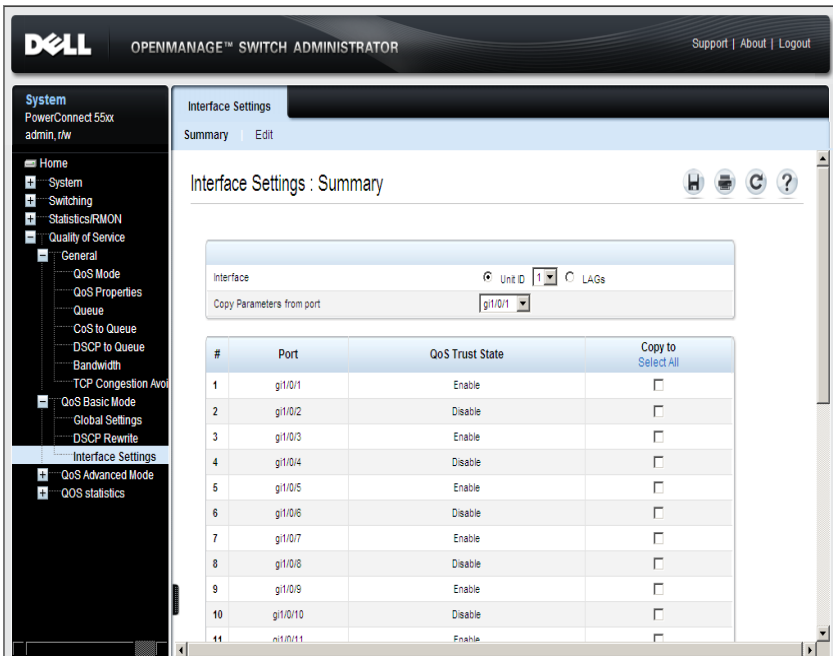 DELL OPENMANAGE™ SWITCH ADMINISTRATOR Support | About | Logout
System
PowerConnect 55xx
admin, r/w
Home
System
Switching
Statistics/RMON
Quality of Service
General
QoS Mode
QoS Properties
Queue
CoS to Queue
DSCP to Queue
Bandwidth
TCP Congestion Avoi
QoS Basic Mode
Global Settings
DSCP Rewrite
Interface Settings
QoS Advanced Mode
QOS statistics
Interface Settings
Summary | Edit
Interface Settings : Summary
Interface Unit ID 1 LAGs
Copy Parameters from port gi1/0/1
# Port QoS Trust State Copy to
Select All
1 gi1/0/1 Enable
2 gi1/0/2 Disable
3 gi1/0/3 Enable
4 gi1/0/4 Disable
5 gi1/0/5 Enable
6 gi1/0/6 Disable
7 gi1/0/7 Enable
8 gi1/0/8 Disable
9 gi1/0/9 Enable
10 gi1/0/10 Disable
11 gi1/0/11 Enable